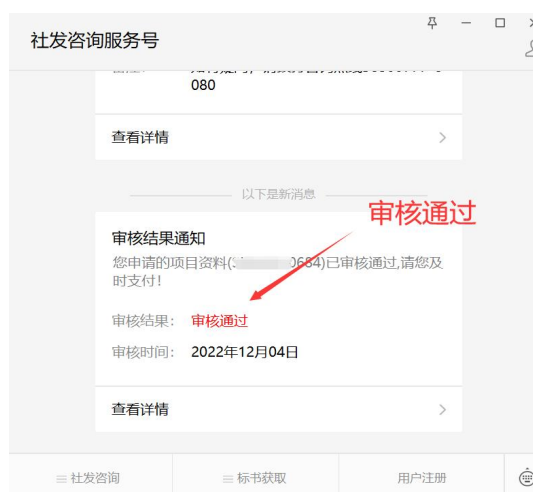 社发咨询服务号
080
查看详情
以下是新消息
审核通过
审核结果通知
您申请的项目资料(3 0684)已审核通过,请您及
时支付!
审核结果: 审核通过
审核时间: 2022年12月04日
查看详情
社发咨询
标书获取
用户注册